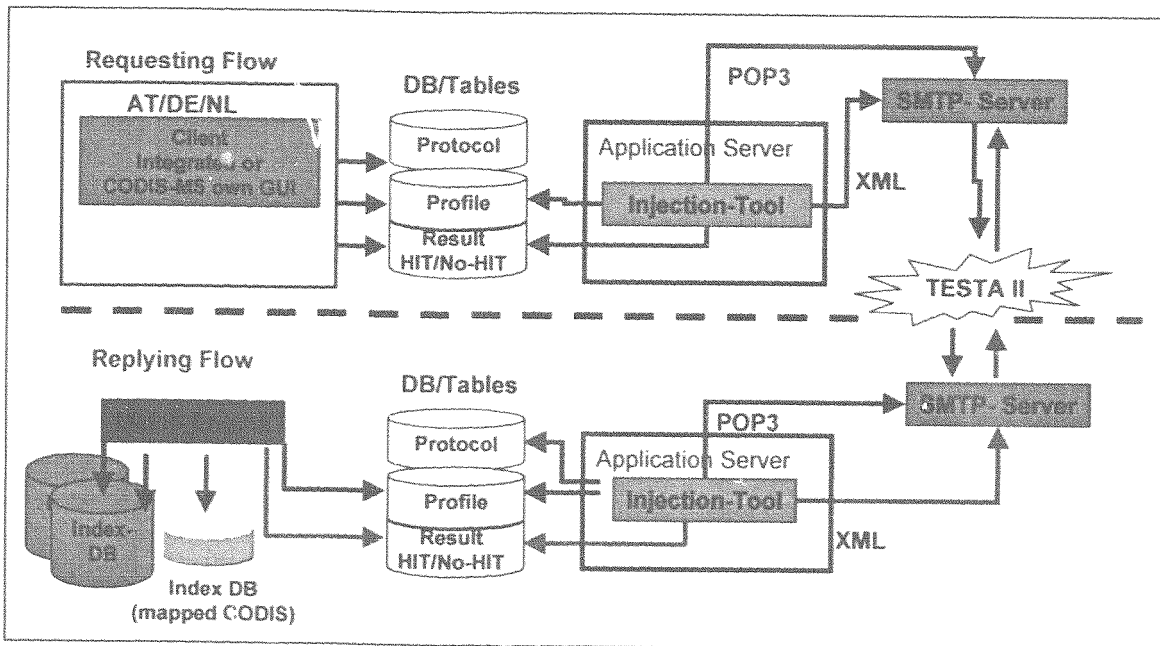 Requesting Flow
AT/DE/NL
Client
Integrated or
CODIS-MS own GUI
DB/Tables
Protocol
Profile
Result
HIT/No-HIT
POP3
Application Server
Injection-Tool
XML
SMTP- Server
TESTA II
Replying Flow
Index-
DB
Index DB
(mapped CODIS)
DB/Tables
Protocol
Profile
Result
HIT/No-HIT
POP3
Application Server
Injection-Tool
XML
SMTP- Server